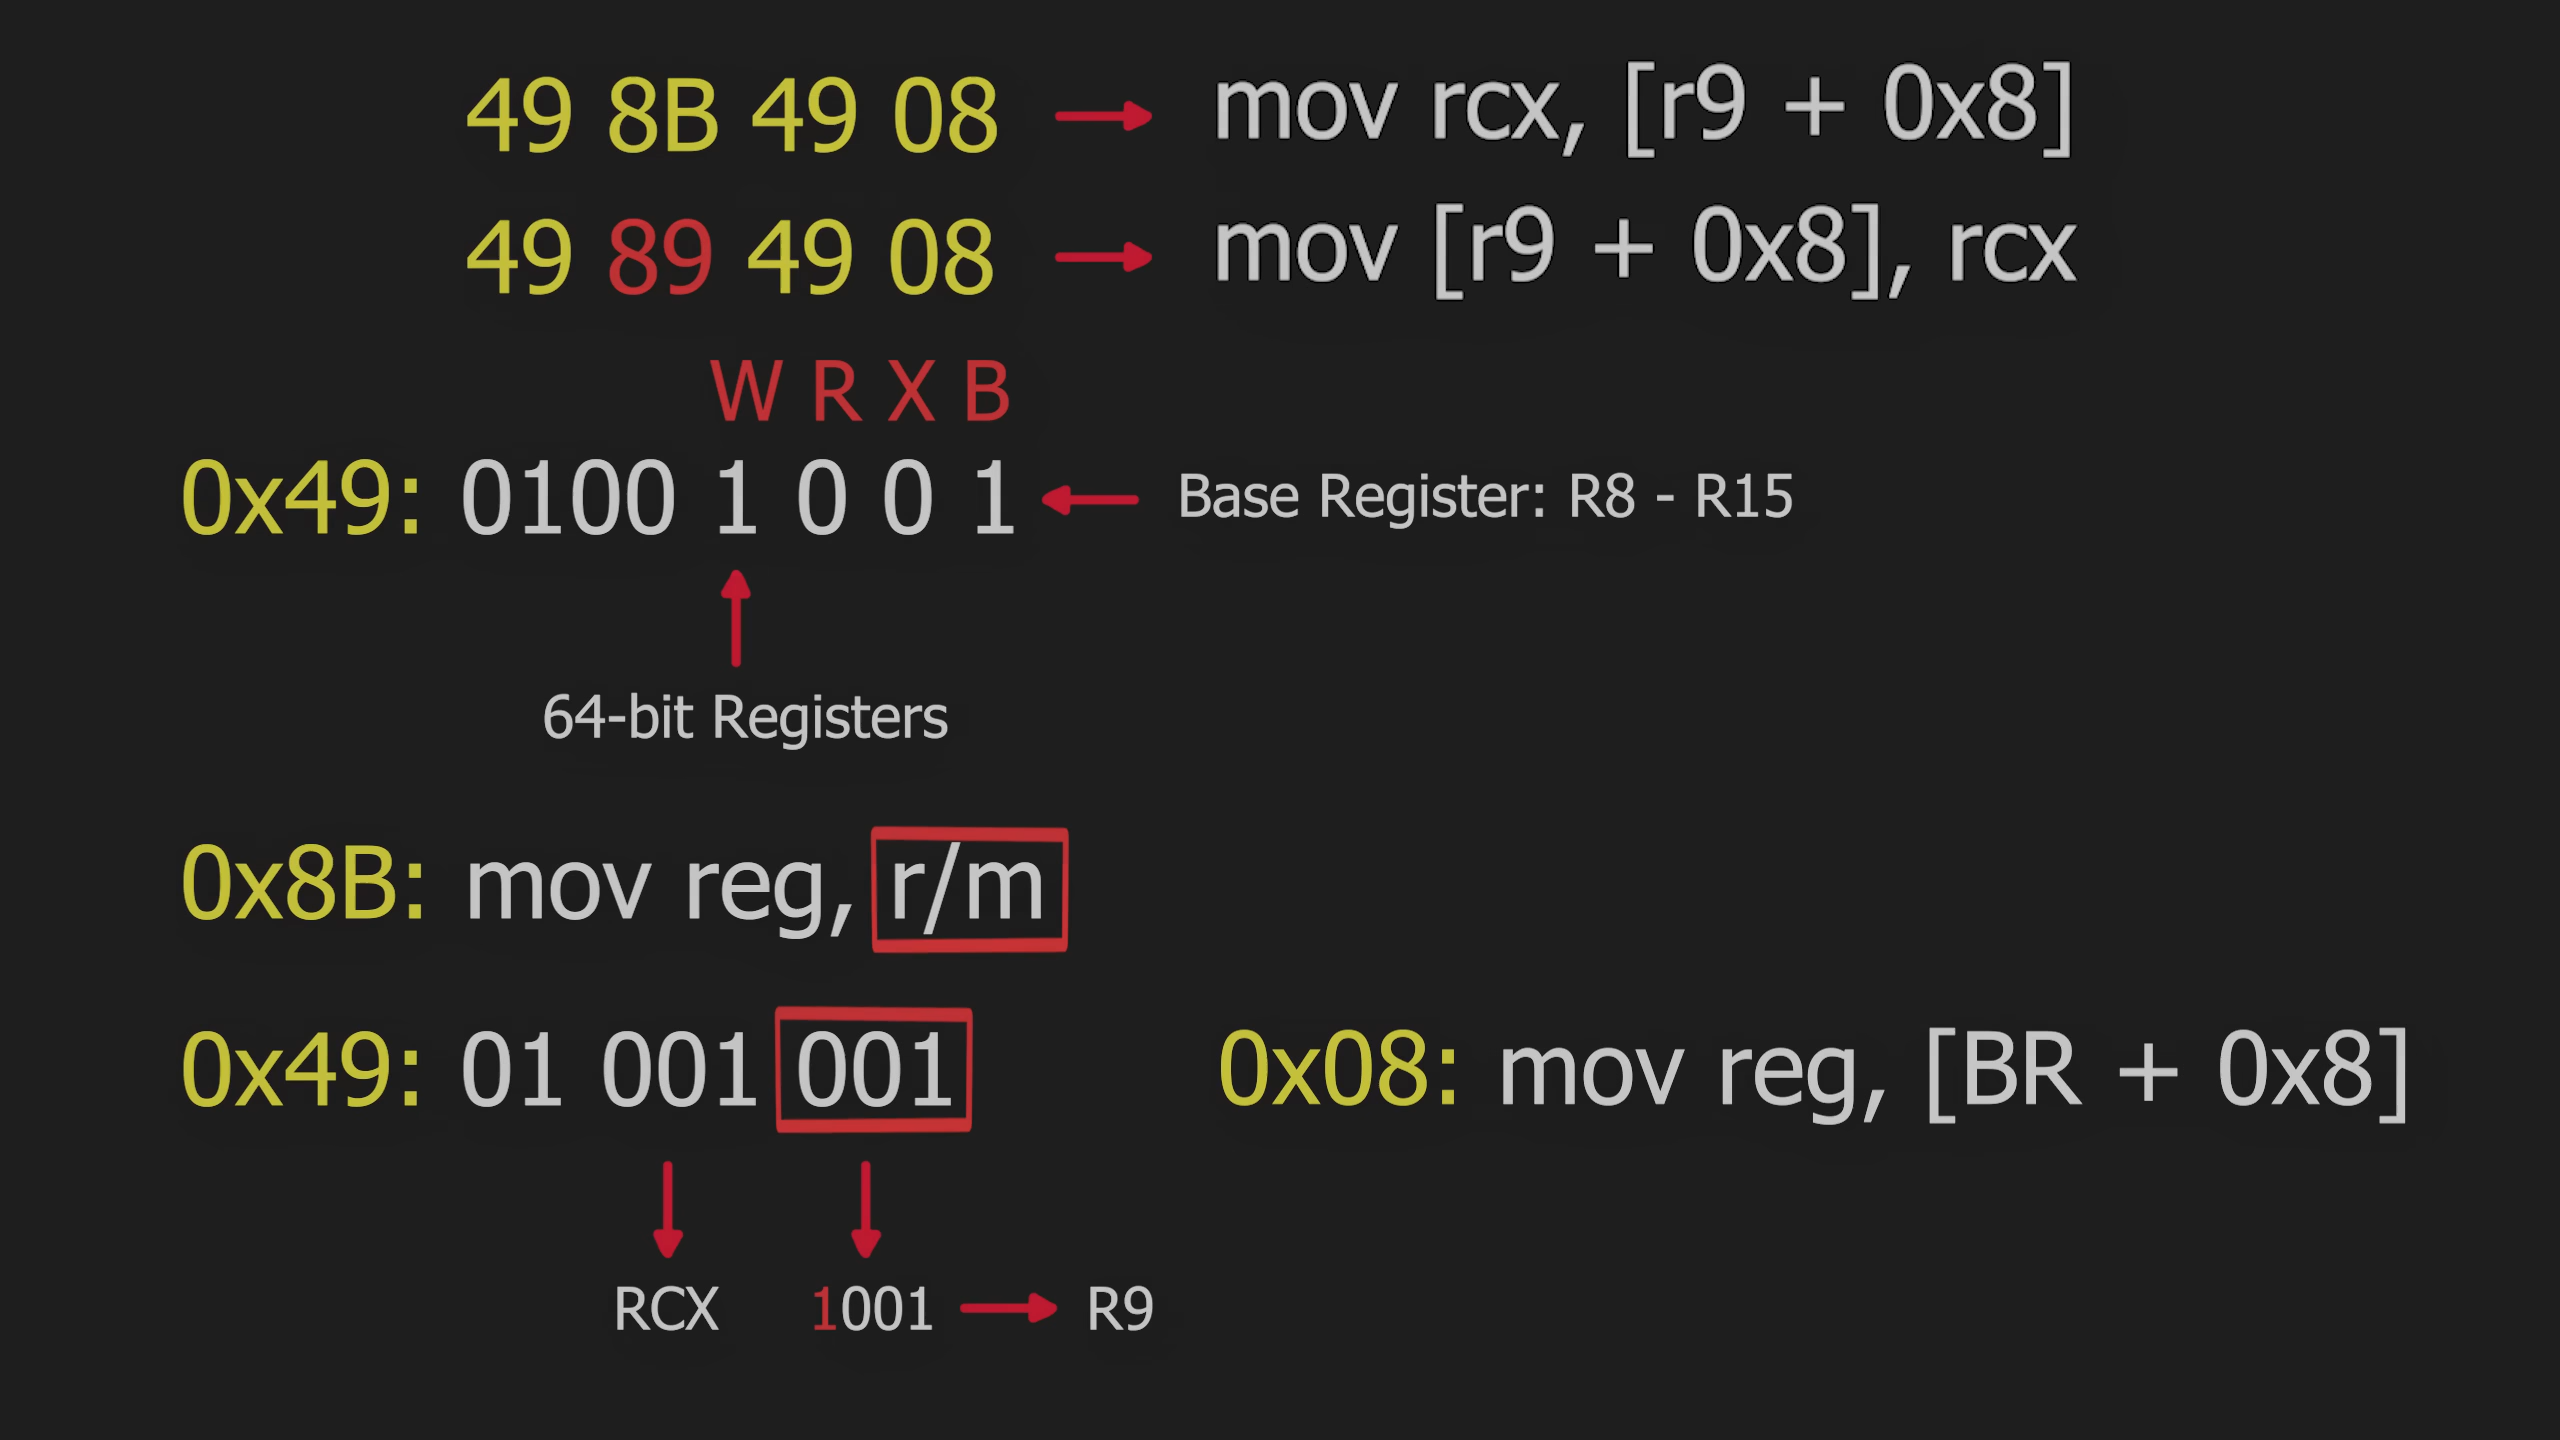 49 8B 49 08 mov rcx, [r9 + 0x8]
49 89 49 08 mov [r9 + 0x8], rcx
W R X B
0x49: 0100 1 0 0 1 Base Register: R8 - R15
64-bit Registers
0x8B: mov reg, r/m
0x49: 01 001 001 0x08: mov reg, [BR + 0x8]
RCX 1001 R9